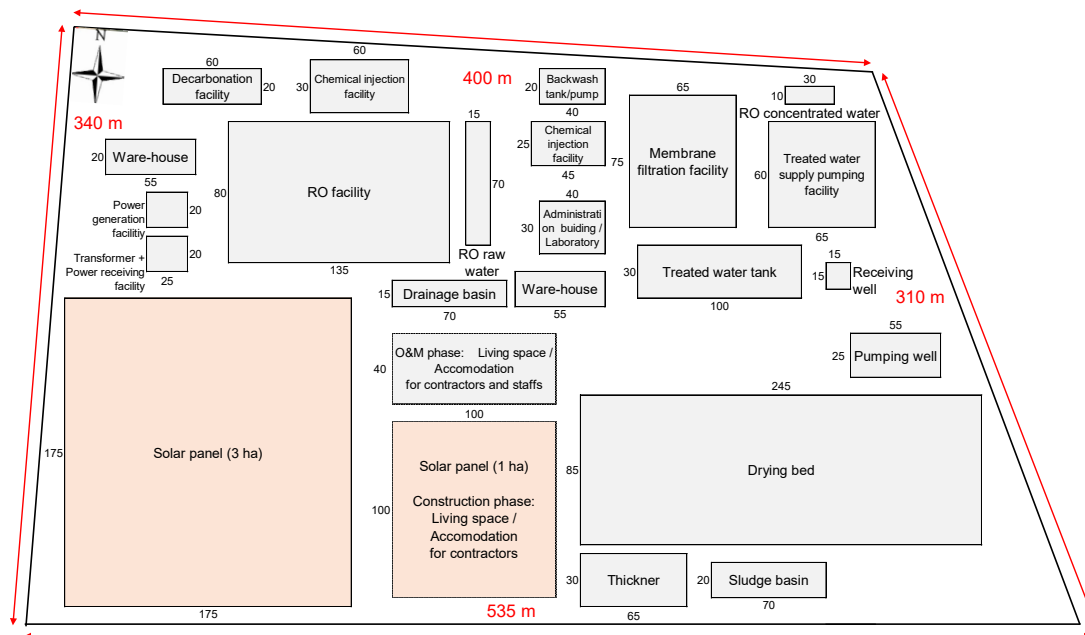 N
60
60
400 m
30
Decarbonation
facility
20
30
Chemical injection
facility
20
Backwash
tank/pump
10
65
RO concentrated water
340 m
15
40
20
Ware-house
55
80
RO facility
135
70
RO raw
water
25
Chemical
injection
facility
45
75
Membrane
filtration facility
60
Treated water
supply pumping
facility
65
Power
generation
facilitiy
20
40
30
Administrati
on buiding /
Laboratory
Transformer +
Power receiving
facility
20
25
15
Drainage basin
70
Ware-house
55
30
Treated water tank
100
15
15
Receiving
well
310 m
40
O&M phase: Living space /
Accomodation
for contractors and staffs
100
55
25
Pumping well
245
175
Solar panel (3 ha)
175
100
Solar panel (1 ha)
Construction phase:
Living space /
Accomodation
for contractors
85
Drying bed
30
Thickner
65
20
Sludge basin
70
535 m